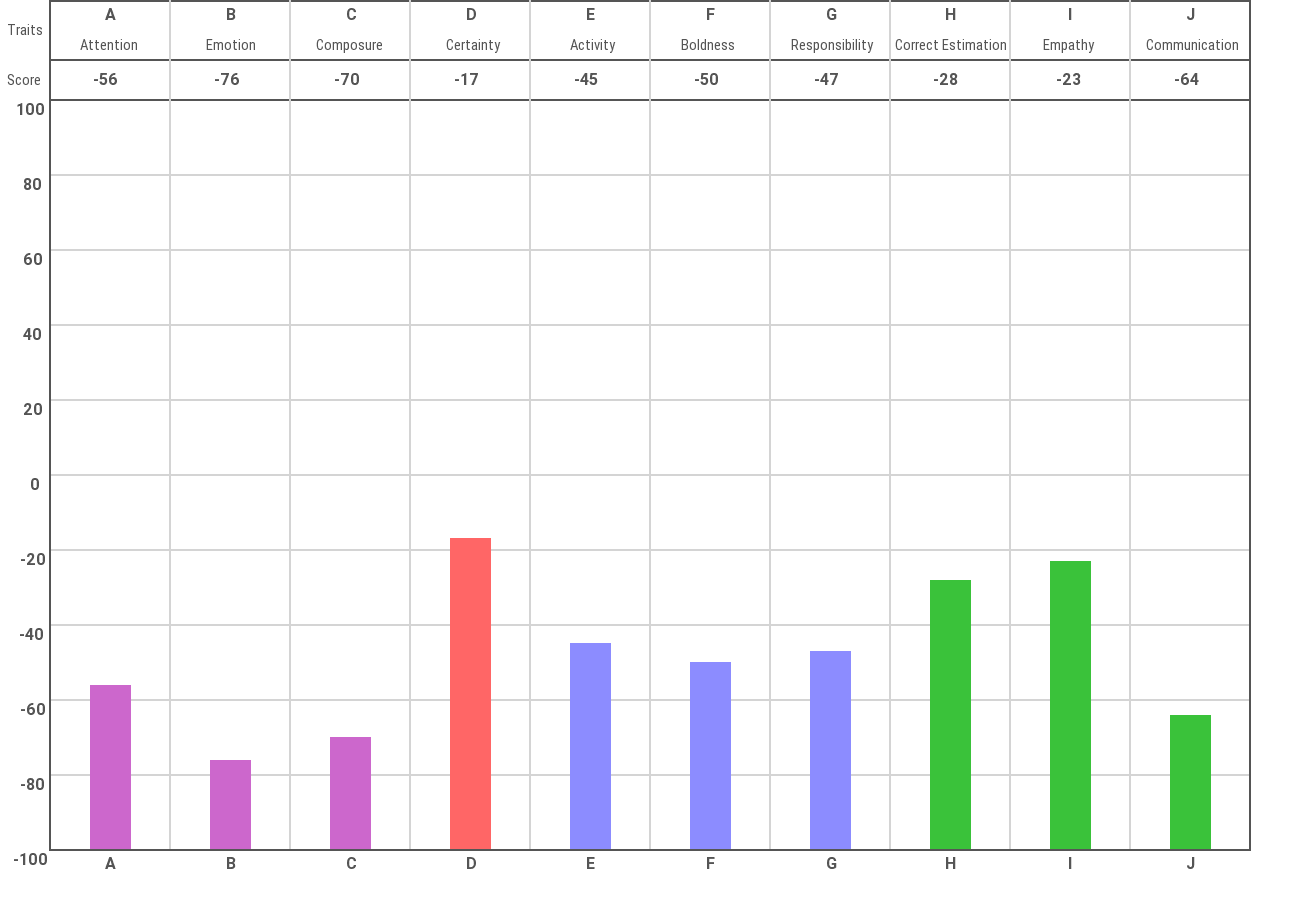 A B C D E F G H I J
Traits
Attention Emotion Composure Certainty Activity Boldness Responsibility Correct Estimation Empathy Communication
Score -56 -76 -70 -17 -45 -50 -47 -28 -23 -64
100
80
60
40
20
0
-20
-40
-60
-80
-100
A B C D E F G H I J